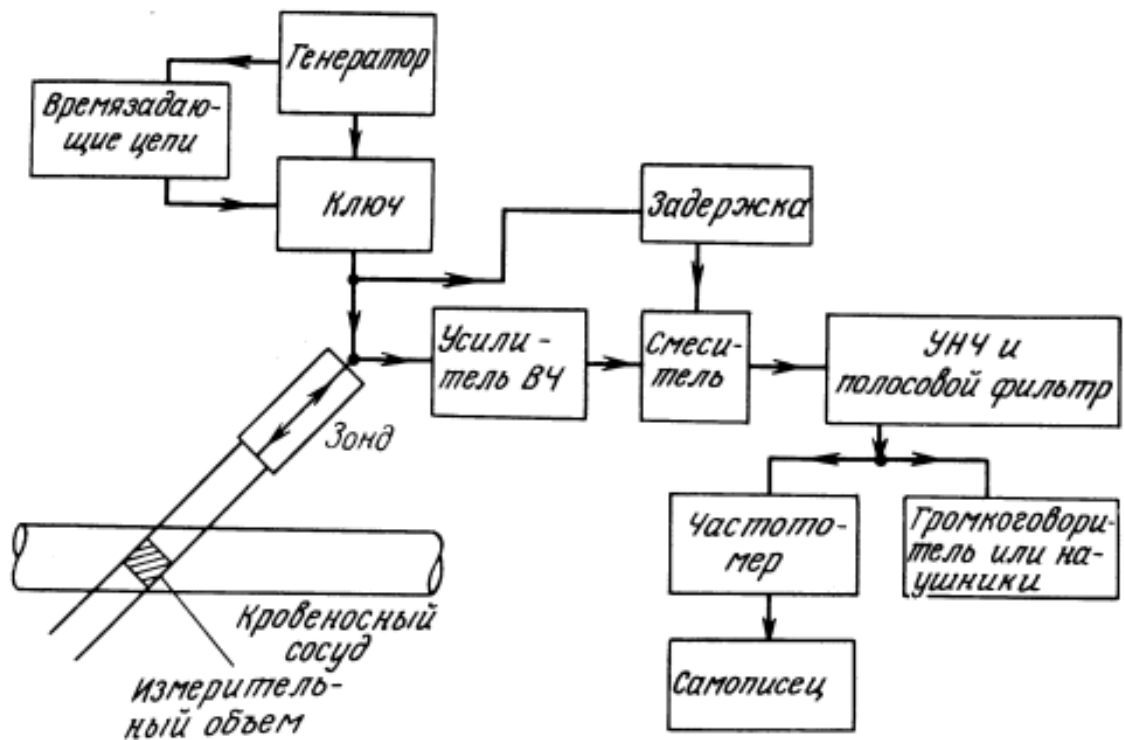 Генератор
Времязадаю-
щие цепи
Ключ
Задержка
Усили-
тель ВЧ
Смеси-
тель
УНЧ и
полосовой фильтр
Зонд
Частото-
мер
Громкоговори-
тель или на-
ушники
Кровеносный
сосуд
Измеритель-
ный объем
Самописец